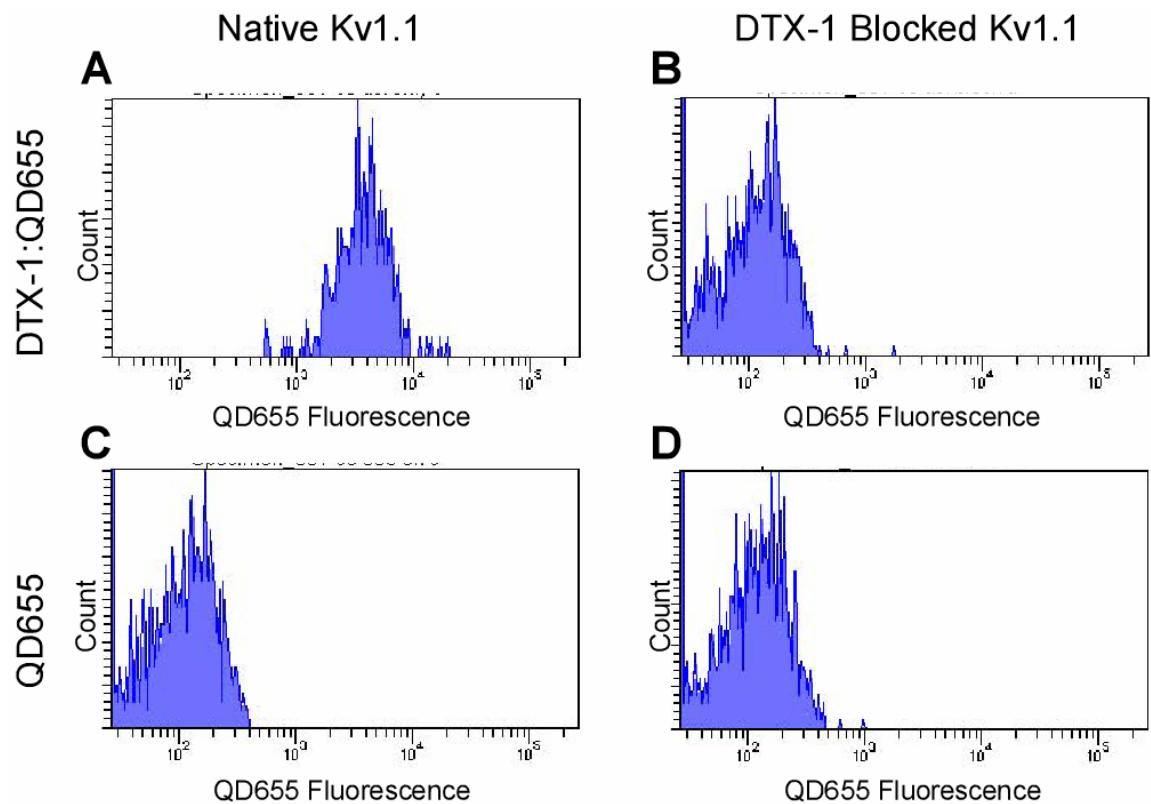 Native Kv1.1
DTX-1 Blocked Kv1.1
A
B
DTX-1:QD655
Count
10²
10³
10⁴
10⁵
QD655 Fluorescence
Count
10²
10³
10⁴
10⁵
QD655 Fluorescence
C
D
QD655
Count
10²
10³
10⁴
10⁵
QD655 Fluorescence
Count
10²
10³
10⁴
10⁵
QD655 Fluorescence